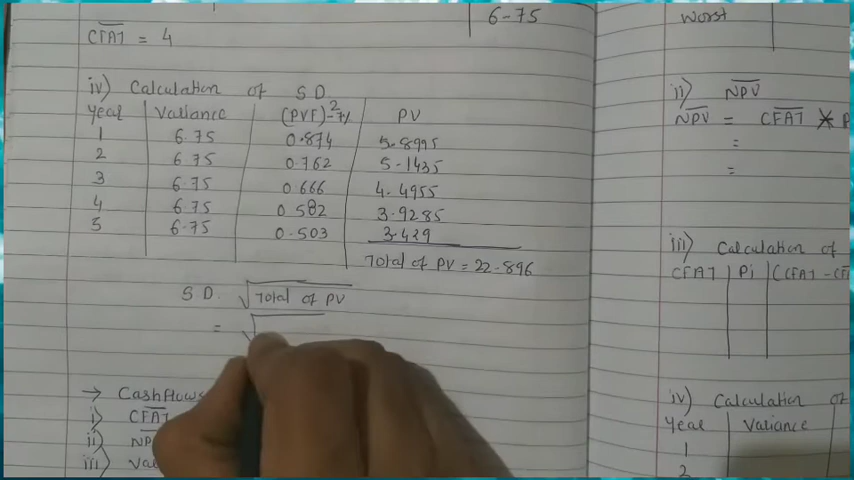 6-75
CFAT = 4
iv) Calculation of S D
year Variance (PVF)²-7% PV
1 6.75 0.874 5.8995
2 6.75 0.762 5-1435
3 6.75 0.666 4.4955
4 6.75 0.582 3.9285
5 6-75 0.503 3.429
Total of PV = 22.896
S D. √Total of PV
= √
→ Cashflows
i) CFAT
ii) NP
iii) Va
Worst
ii) NPV
NPV = CFAT * P
=
=
iii) Calculation of
CFAT Pi (CFAT - CF
iv) Calculation of
Year Variance
1
2